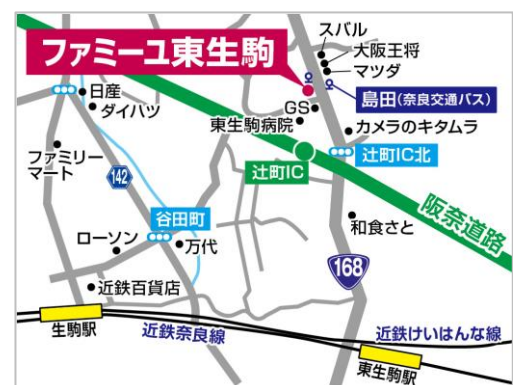 スバル
大阪王将
マツダ
ファミーユ東生駒
島田(奈良交通バス)
日産
ダイハツ
GS
東生駒病院
カメラのキタムラ
辻町IC北
辻町IC
ファミリー
マート
142
谷田町
阪奈道路
和食さと
ローソン
万代
168
近鉄百貨店
生駒駅
近鉄奈良線
近鉄けいはんな線
東生駒駅